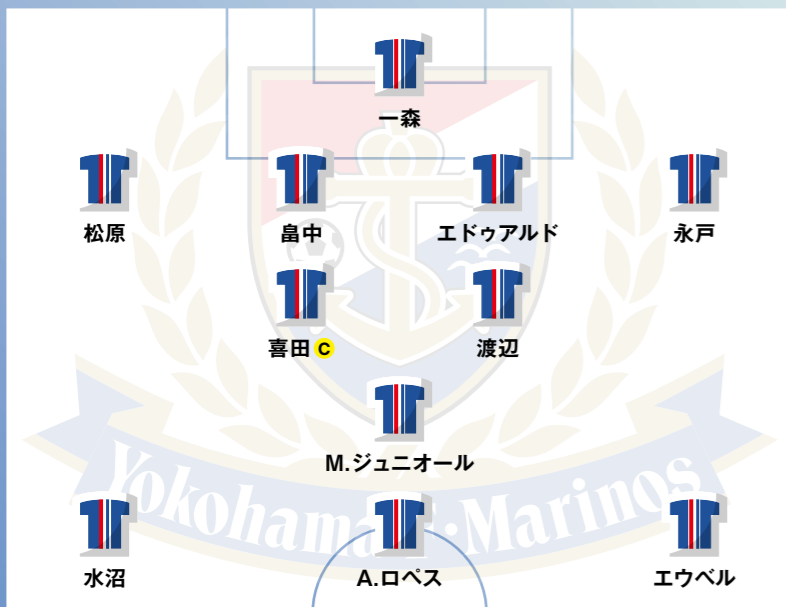 一森
松原
畠中
エドゥアルド
永戸
喜田 C
渡辺
M.ジュニオール
Yokohama F·Marinos
水沼
A.ロペス
エウベル